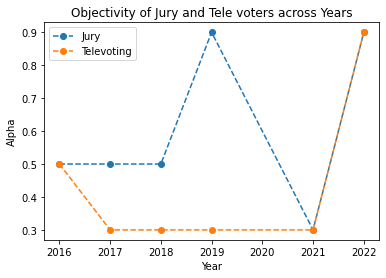 Objectivity of Jury and Tele voters across Years
Jury
Televoting
Alpha
0.9
0.8
0.7
0.6
0.5
0.4
0.3
2016 2017 2018 2019 2020 2021 2022
Year